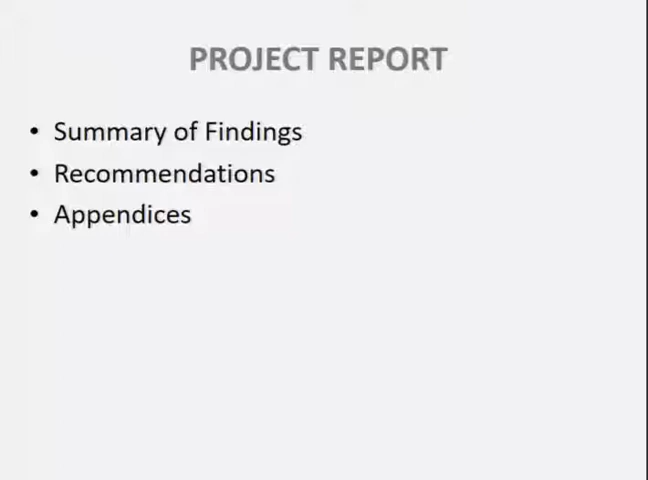 PROJECT REPORT
• Summary of Findings
• Recommendations
• Appendices